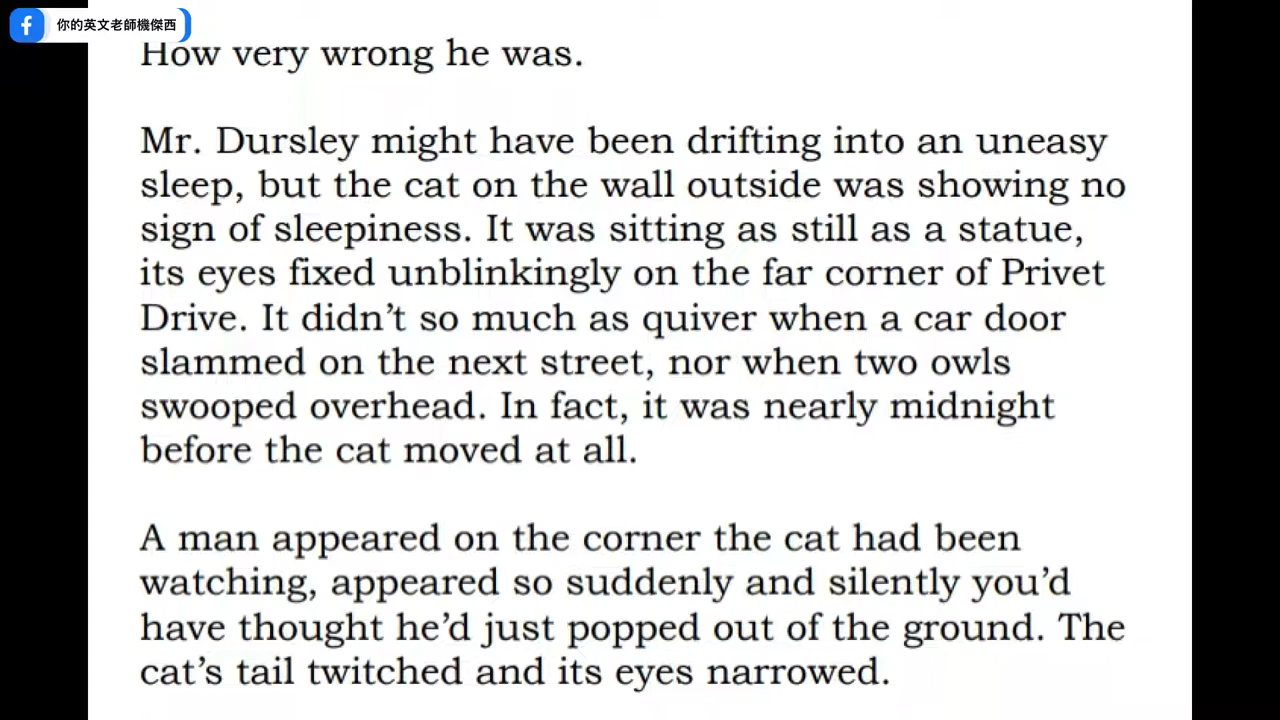 你的英文老師機傑西
How very wrong he was.
Mr. Dursley might have been drifting into an uneasy
sleep, but the cat on the wall outside was showing no
sign of sleepiness. It was sitting as still as a statue,
its eyes fixed unblinkingly on the far corner of Privet
Drive. It didn’t so much as quiver when a car door
slammed on the next street, nor when two owls
swooped overhead. In fact, it was nearly midnight
before the cat moved at all.
A man appeared on the corner the cat had been
watching, appeared so suddenly and silently you’d
have thought he’d just popped out of the ground. The
cat’s tail twitched and its eyes narrowed.